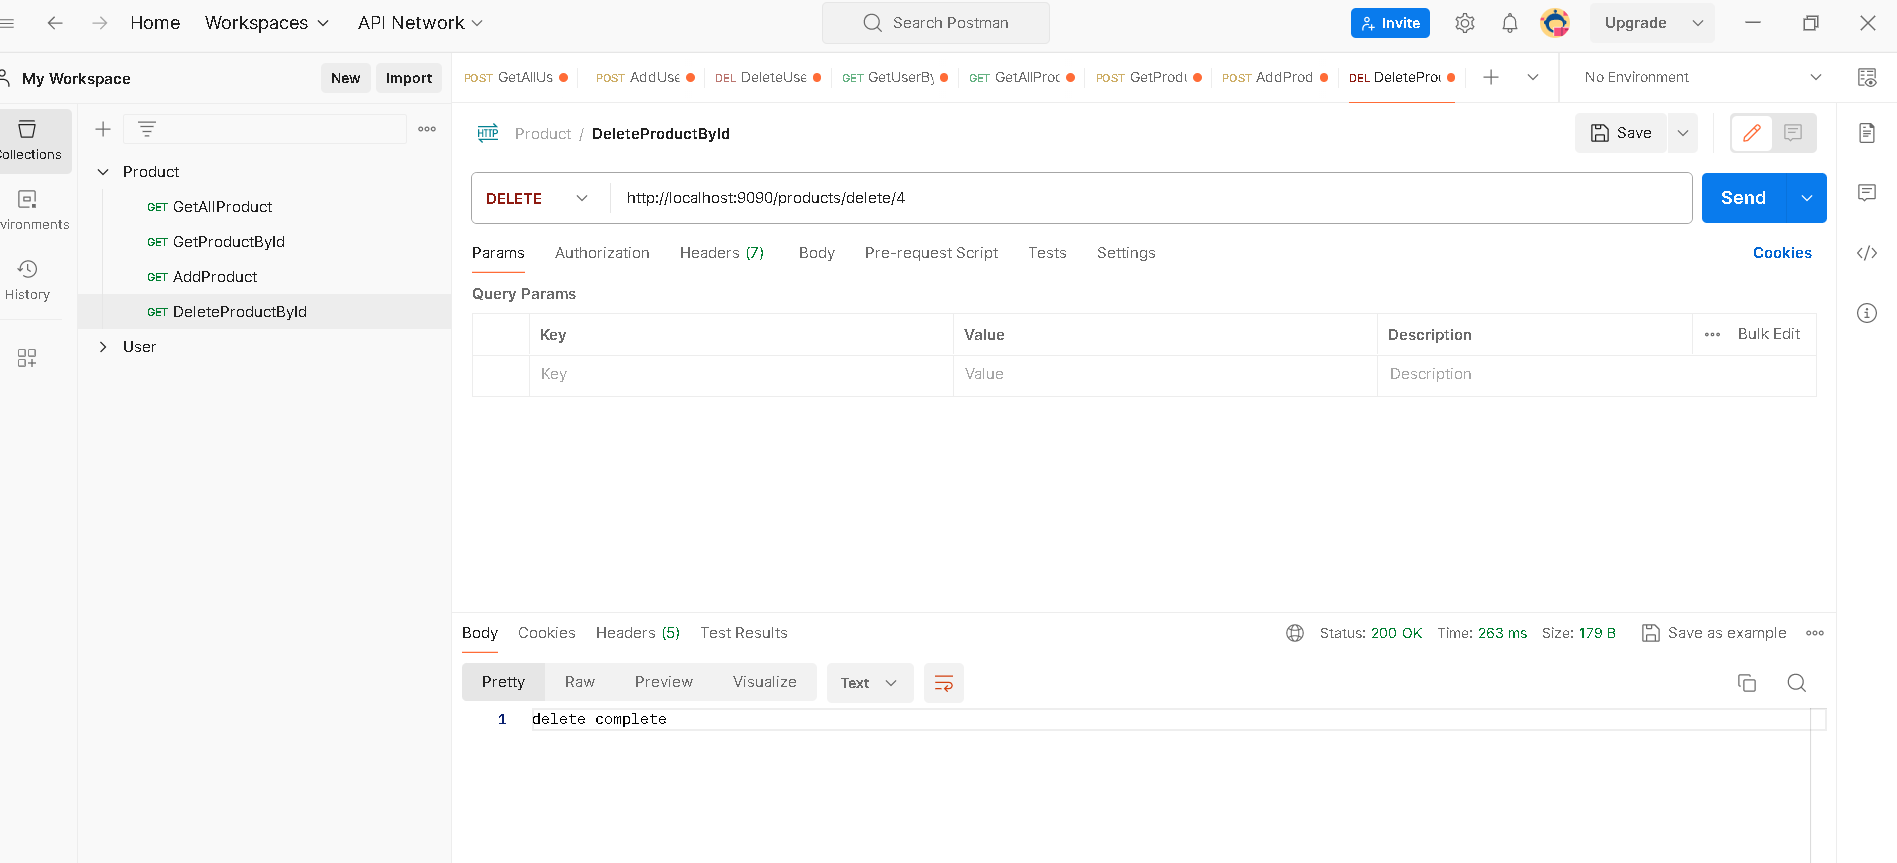 Home Workspaces API Network Search Postman Invite Upgrade
My Workspace New Import
POST GetAllUs POST AddUse DEL DeleteUse GET GetUserBy GET GetAllProd POST GetProdu POST AddProd DEL DeleteProd No Environment
Collections
Environments
History
Product
GET GetAllProduct
GET GetProductById
GET AddProduct
GET DeleteProductById
User
HTTP Product / DeleteProductById Save
DELETE http://localhost:9090/products/delete/4 Send
Params Authorization Headers (7) Body Pre-request Script Tests Settings Cookies
Query Params
Key Value Description Bulk Edit
Key Value Description
Body Cookies Headers (5) Test Results Status: 200 OK Time: 263 ms Size: 179 B Save as example
Pretty Raw Preview Visualize Text
1 delete complete